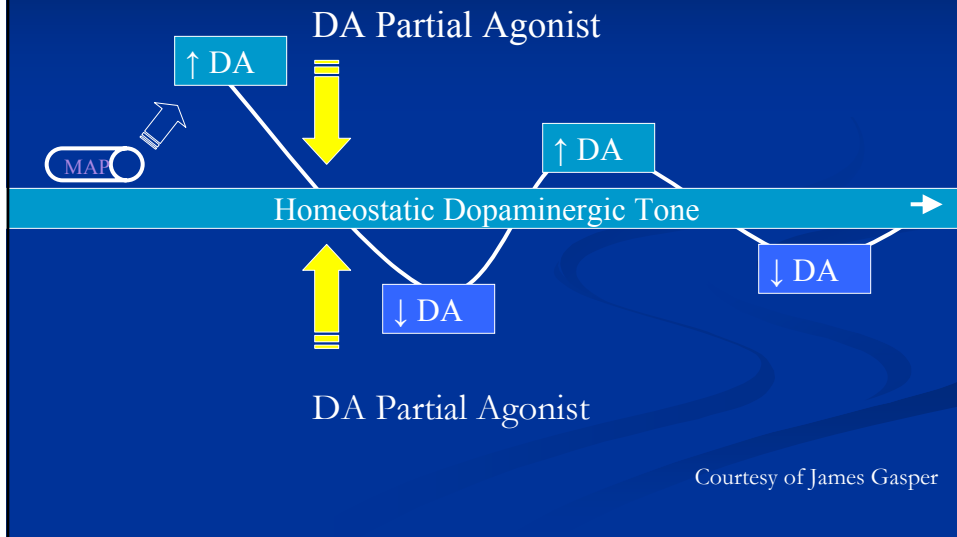 DA Partial Agonist
↑ DA
MAP
↑ DA
Homeostatic Dopaminergic Tone
↓ DA
↓ DA
DA Partial Agonist
Courtesy of James Gasper